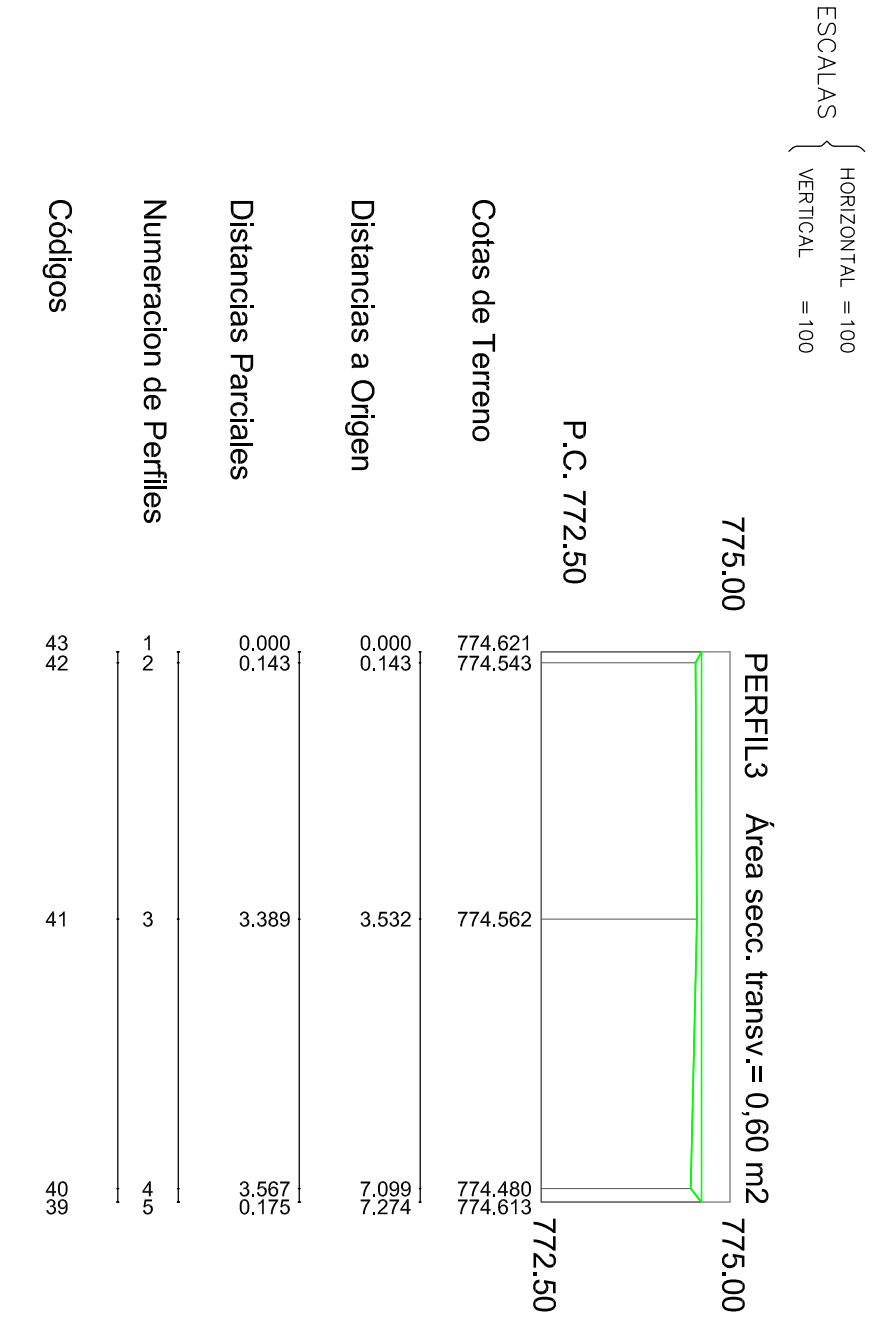 ESCALAS
HORIZONTAL = 100
VERTICAL = 100
775.00
PERFIL3 Área secc. transv.= 0,60 m2
775.00
P.C. 772.50
772.50
Cotas de Terreno
774.621
774.543
774.562
774.480
774.613
Distancias a Origen
0.000
0.143
3.532
7.099
7.274
Distancias Parciales
0.000
0.143
3.389
3.567
0.175
Numeracion de Perfiles
1
2
3
4
5
Códigos
43
42
41
40
39